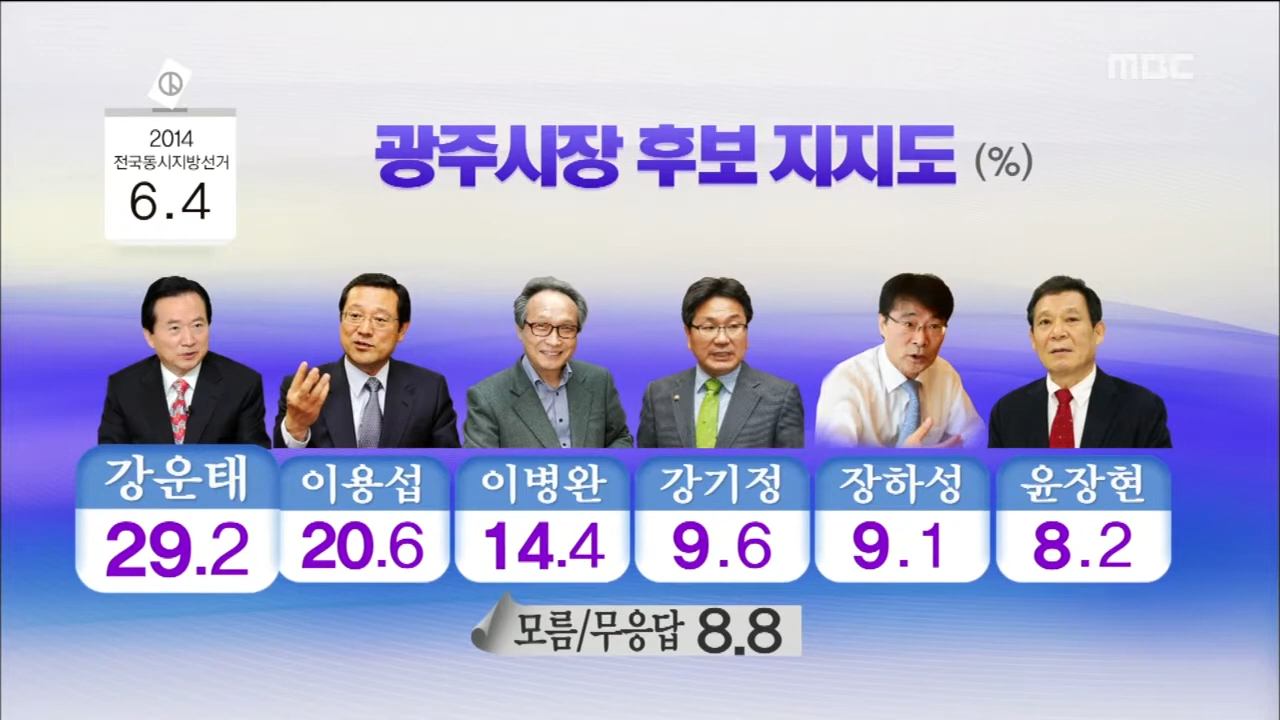 MBC
2014
전국동시지방선거
6.4
광주시장 후보 지지도 (%)
강운태 이용섭 이병완 강기정 장하성 윤장현
29.2 20.6 14.4 9.6 9.1 8.2
모름/무응답 8.8